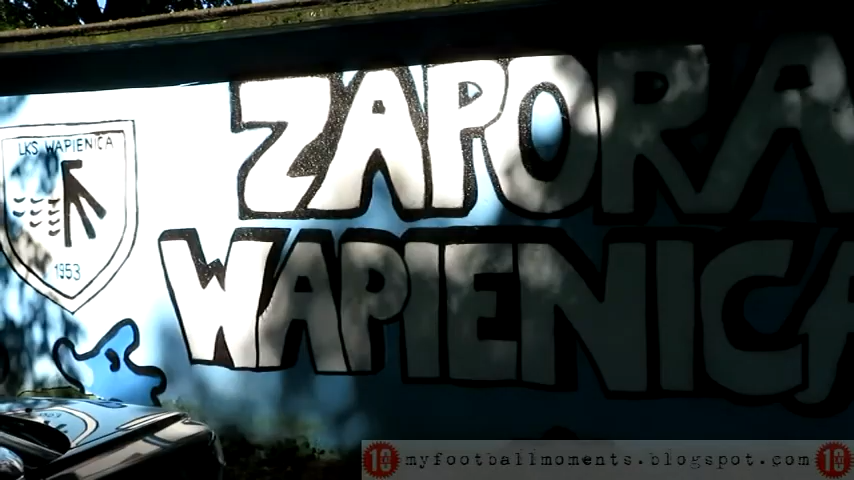 ZAPORA
LKS WAPIENICA
1953
WAPIENICA
myfootballmoments.blogspot.com